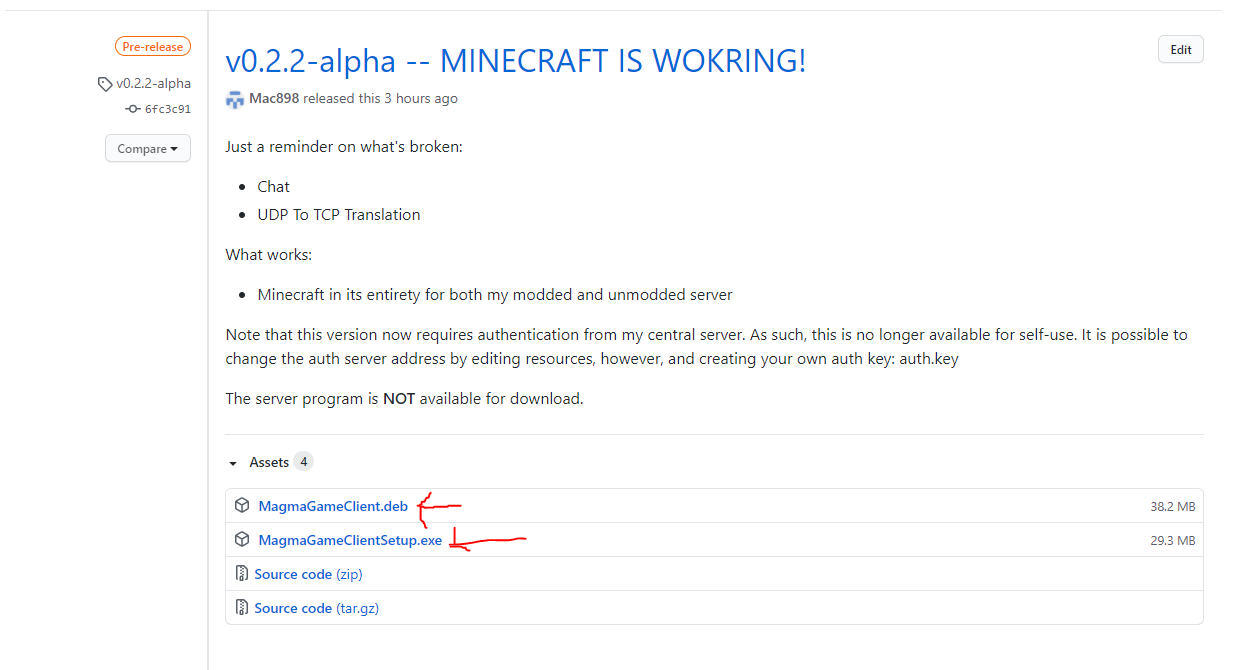 Pre-release
v0.2.2-alpha
6fc3c91
Compare
v0.2.2-alpha -- MINECRAFT IS WOKRING!
Edit
Mac898 released this 3 hours ago
Just a reminder on what's broken:
Chat
UDP To TCP Translation
What works:
Minecraft in its entirety for both my modded and unmodded server
Note that this version now requires authentication from my central server. As such, this is no longer available for self-use. It is possible to
change the auth server address by editing resources, however, and creating your own auth key: auth.key
The server program is NOT available for download.
Assets 4
MagmaGameClient.deb 38.2 MB
MagmaGameClientSetup.exe 29.3 MB
Source code (zip)
Source code (tar.gz)